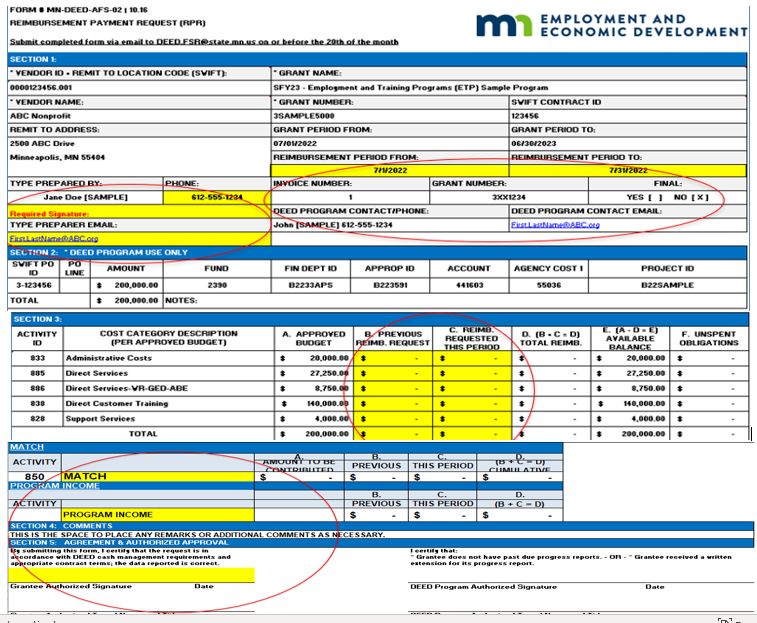 FORM # MN-DEED-AFS-02 | 10.16
REIMBURSEMENT PAYMENT REQUEST (RPR)
EMPLOYMENT AND
ECONOMIC DEVELOPMENT
Submit completed form via email to DEED.FSR@state.mn.us on or before the 20th of the month
SECTION 1:
* VENDOR ID - REMIT TO LOCATION CODE (SWIFT): * GRANT NAME:
0000123456.001 SFY23 - Employment and Training Programs (ETP) Sample Program
* VENDOR NAME: * GRANT NUMBER: SWIFT CONTRACT ID
ABC Nonprofit 3SAMPLE5000 123456
REMIT TO ADDRESS: GRANT PERIOD FROM: GRANT PERIOD TO:
2500 ABC Drive 07/01/2022 06/30/2023
Minneapolis, MN 55404 REIMBURSEMENT PERIOD FROM: REIMBURSEMENT PERIOD TO:
7/1/2022 7/31/2022
TYPE PREPARED BY: PHONE: INVOICE NUMBER: GRANT NUMBER: FINAL:
Jane Doe [SAMPLE] 612-555-1234 1 3XX1234 YES [ ] NO [ X ]
Required Signature: DEED PROGRAM CONTACT/PHONE: DEED PROGRAM CONTACT EMAIL:
TYPE PREPARER EMAIL: John [SAMPLE] 612-555-1234 FirstLastName@ABC.org
FirstLastName@ABC.org
SECTION 2: * DEED PROGRAM USE ONLY
SWIFT PO ID PO LINE AMOUNT FUND FIN DEPT ID APPROP ID ACCOUNT AGENCY COST 1 PROJECT ID
3-123456 $ 200,000.00 2390 B2233APS B223591 441603 55036 B22SAMPLE
TOTAL $ 200,000.00 NOTES:
SECTION 3:
ACTIVITY ID COST CATEGORY DESCRIPTION (PER APPROVED BUDGET) A. APPROVED BUDGET B. PREVIOUS REIMB. REQUEST C. REIMB. REQUESTED THIS PERIOD D. (B + C = D) TOTAL REIMB. E. (A - D = E) AVAILABLE BALANCE F. UNSPENT OBLIGATIONS
833 Administrative Costs $ 20,000.00 $ - $ - $ - $ 20,000.00 $ -
885 Direct Services $ 27,250.00 $ - $ - $ - $ 27,250.00 $ -
886 Direct Services-WR-GED-ABE $ 8,750.00 $ - $ - $ - $ 8,750.00 $ -
838 Direct Customer Training $ 140,000.00 $ - $ - $ - $ 140,000.00 $ -
828 Support Services $ 4,000.00 $ - $ - $ - $ 4,000.00 $ -
TOTAL $ 200,000.00 $ - $ - $ - $ 200,000.00 $ -
MATCH
ACTIVITY A. AMOUNT TO BE CONTRIBUTED B. PREVIOUS C. THIS PERIOD D. (B + C = D) CUMULATIVE
850 MATCH $ - $ - $ - $ -
PROGRAM INCOME
ACTIVITY B. PREVIOUS C. THIS PERIOD D. (B + C = D)
PROGRAM INCOME $ - $ - $ -
SECTION 4: COMMENTS
THIS IS THE SPACE TO PLACE ANY REMARKS OR ADDITIONAL COMMENTS AS NECESSARY.
SECTION 5: AGREEMENT & AUTHORIZED APPROVAL
By submitting this form, I certify that the request is in I certify that:
accordance with DEED cash management requirements and * Grantee does not have past due progress reports. - OR - * Grantee received a written
appropriate contract terms; the data reported is correct. extension for its progress report.
Grantee Authorized Signature Date DEED Program Authorized Signature Date